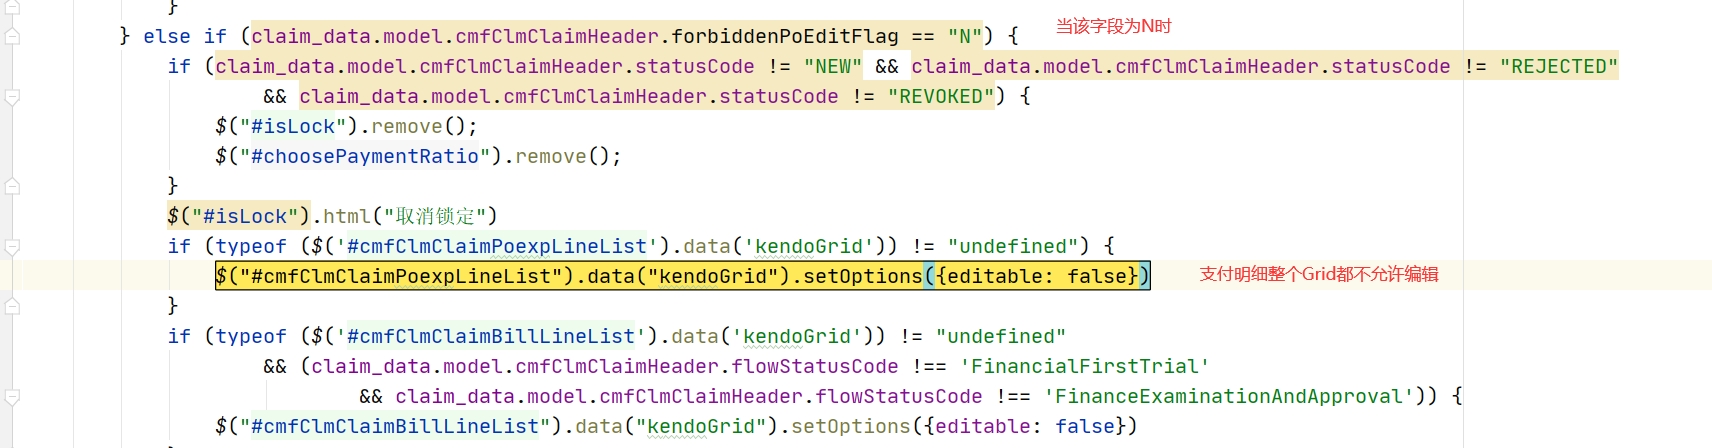 }
} else if (claim_data.model.cmfClmClaimHeader.forbiddenPoEditFlag == "N") { 当该字段为N时
if (claim_data.model.cmfClmClaimHeader.statusCode != "NEW" && claim_data.model.cmfClmClaimHeader.statusCode != "REJECTED"
&& claim_data.model.cmfClmClaimHeader.statusCode != "REVOKED") {
$("#isLock").remove();
$("#choosePaymentRatio").remove();
}
$("#isLock").html("取消锁定")
if (typeof ($('#cmfClmClaimPoexpLineList').data('kendoGrid')) != "undefined") {
$("#cmfClmClaimPoexpLineList").data("kendoGrid").setOptions({editable: false}) 支付明细整个Grid都不允许编辑
}
if (typeof ($('#cmfClmClaimBillLineList').data('kendoGrid')) != "undefined"
&& (claim_data.model.cmfClmClaimHeader.flowStatusCode !== 'FinancialFirstTrial'
&& claim_data.model.cmfClmClaimHeader.flowStatusCode !== 'FinanceExaminationAndApproval')) {
$("#cmfClmClaimBillLineList").data("kendoGrid").setOptions({editable: false})